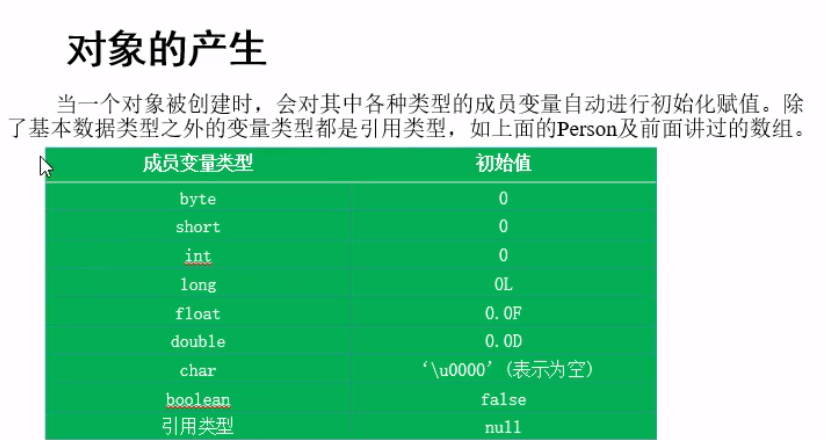 对象的产生
当一个对象被创建时，会对其中各种类型的成员变量自动进行初始化赋值。除
了基本数据类型之外的变量类型都是引用类型，如上面的Person及前面讲过的数组。
成员变量类型 初始值
byte 0
short 0
int 0
long 0L
float 0.0F
double 0.0D
char ‘\u0000’(表示为空)
boolean false
引用类型 null